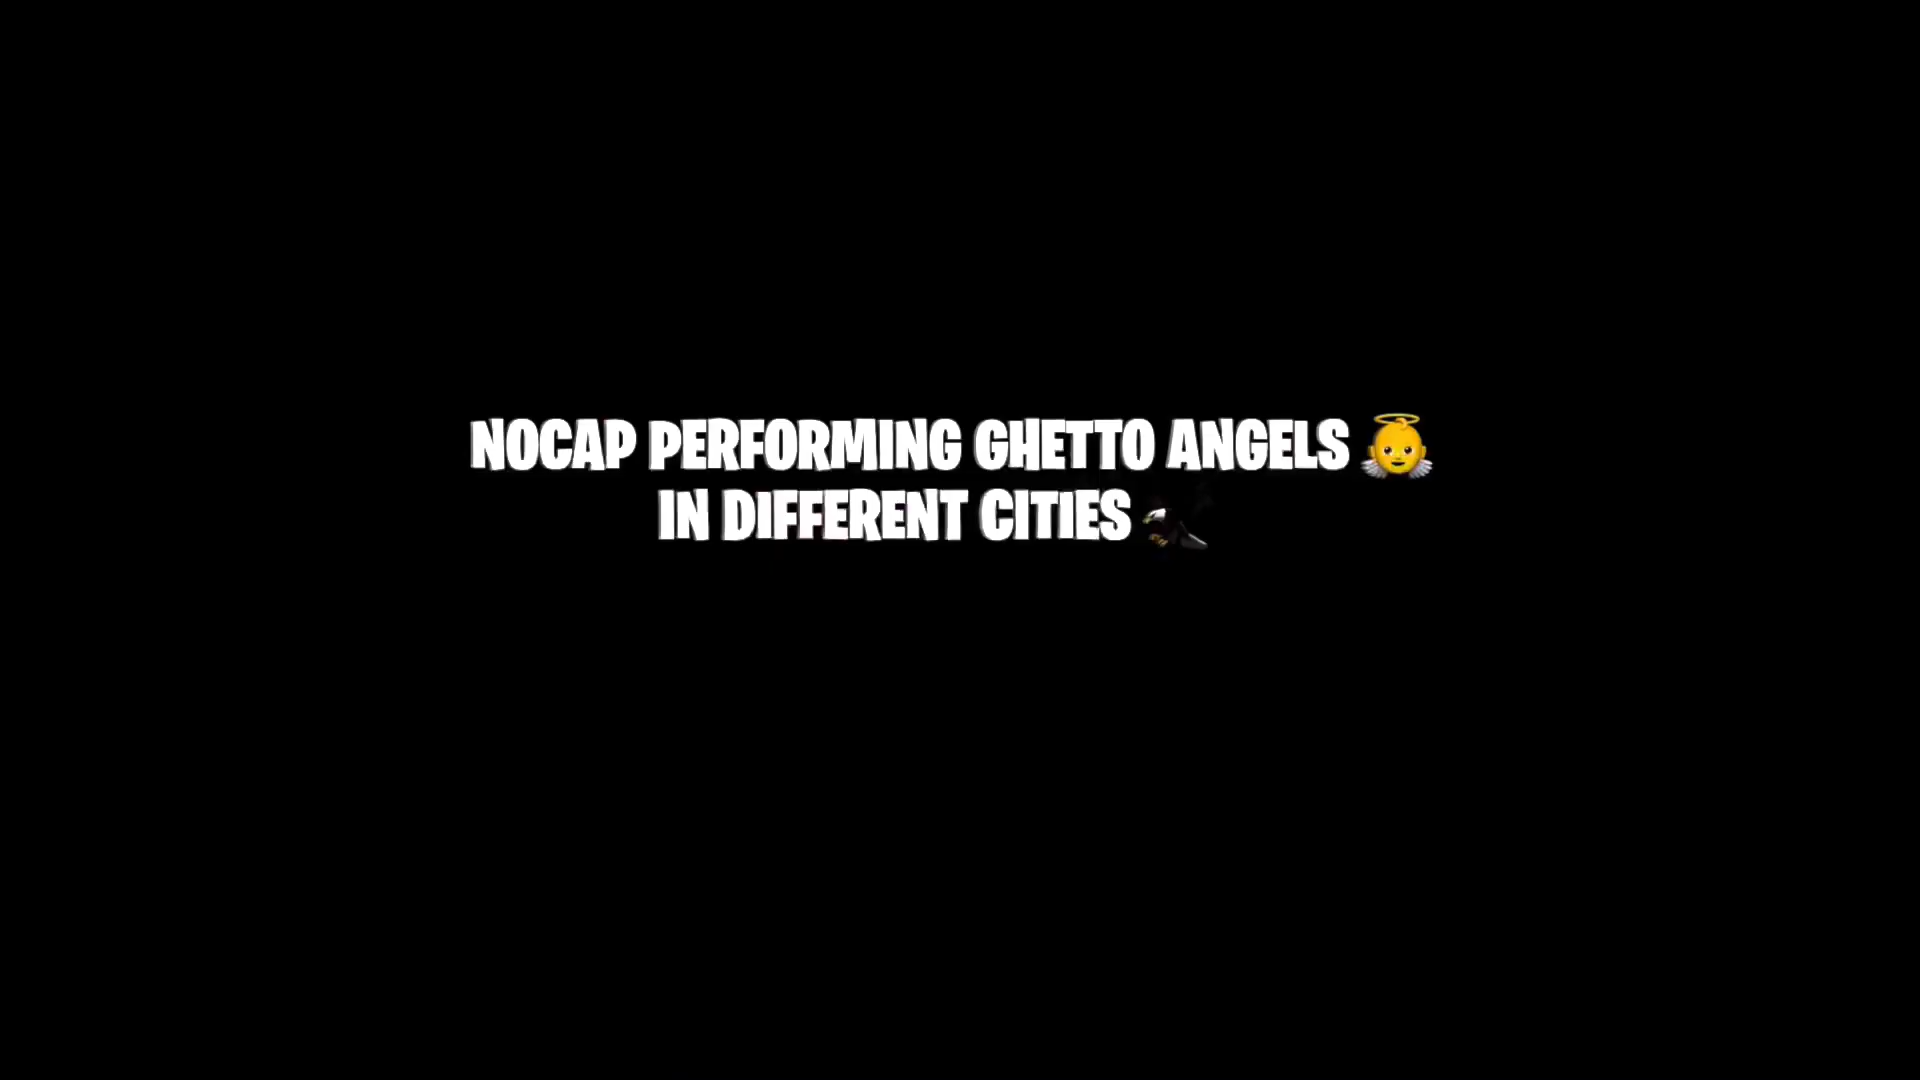 NOCAP PERFORMING GHETTO ANGELS 👼
IN DIFFERENT CITIES 🦅